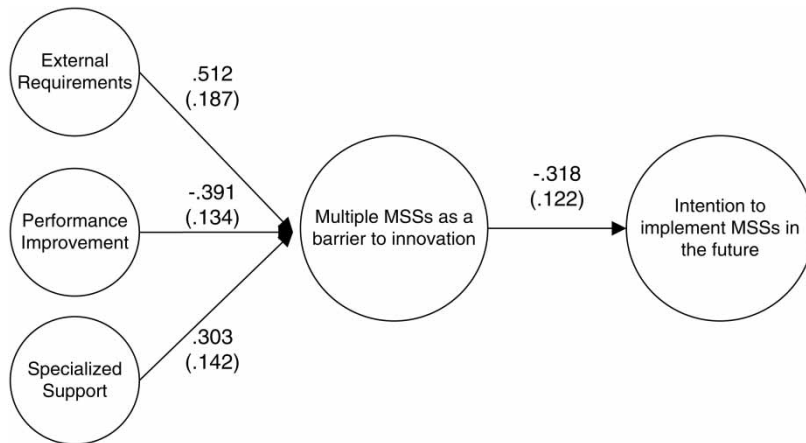 External
Requirements
.512
(.187)
Performance
Improvement
-.391
(.134)
Specialized
Support
.303
(.142)
Multiple MSSs as a
barrier to innovation
-.318
(.122)
Intention to
implement MSSs in
the future